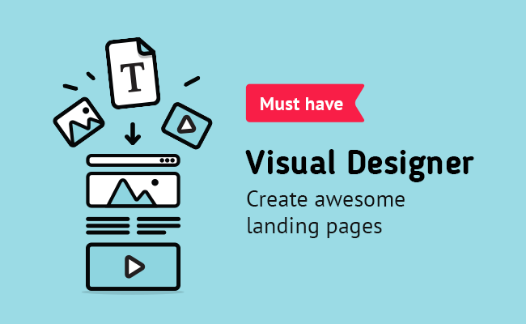 T
Must have
Visual Designer
Create awesome
landing pages